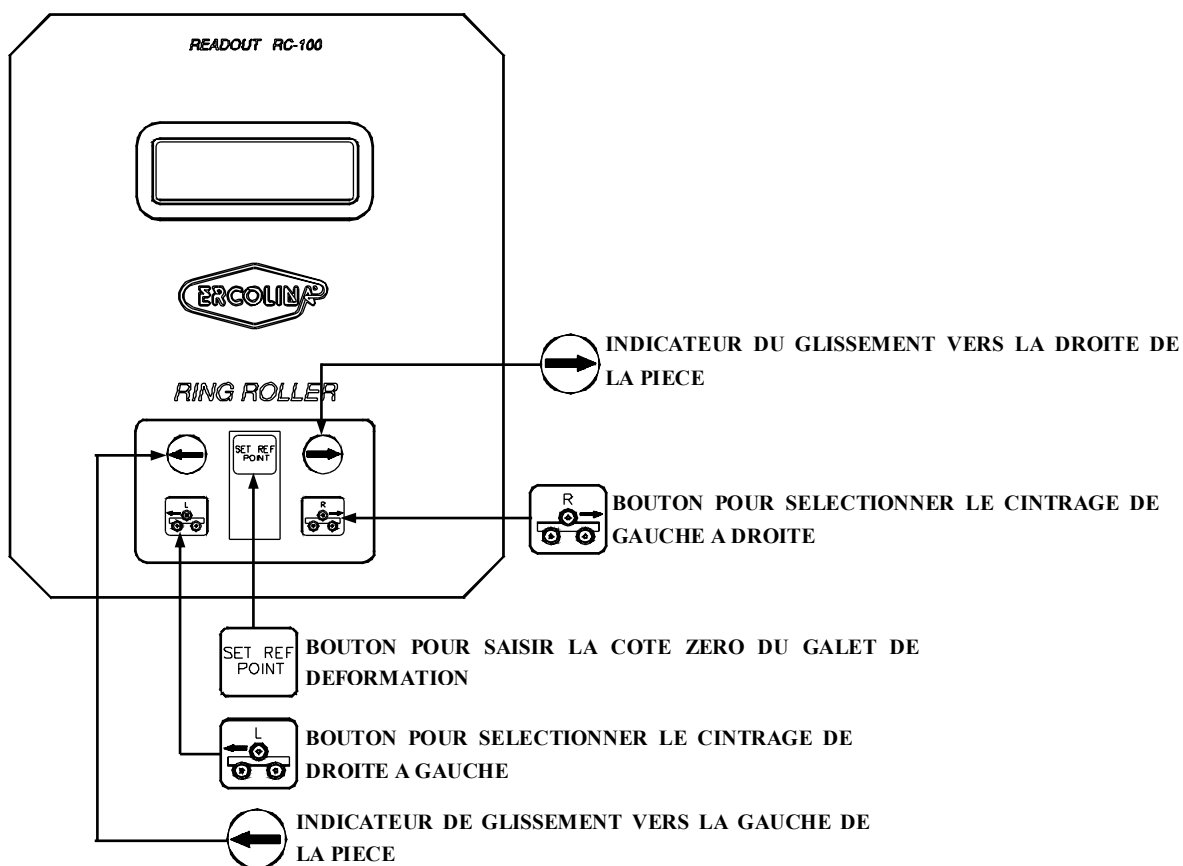 READOUT RC-100
ERCOLINA
INDICATEUR DU GLISSEMENT VERS LA DROITE DE
LA PIECE
RING ROLLER
SET REF
POINT
L
R
R
BOUTON POUR SELECTIONNER LE CINTRAGE DE
GAUCHE A DROITE
SET REF
POINT
BOUTON POUR SAISIR LA COTE ZERO DU GALET DE
DEFORMATION
L
BOUTON POUR SELECTIONNER LE CINTRAGE DE
DROITE A GAUCHE
INDICATEUR DE GLISSEMENT VERS LA GAUCHE DE
LA PIECE